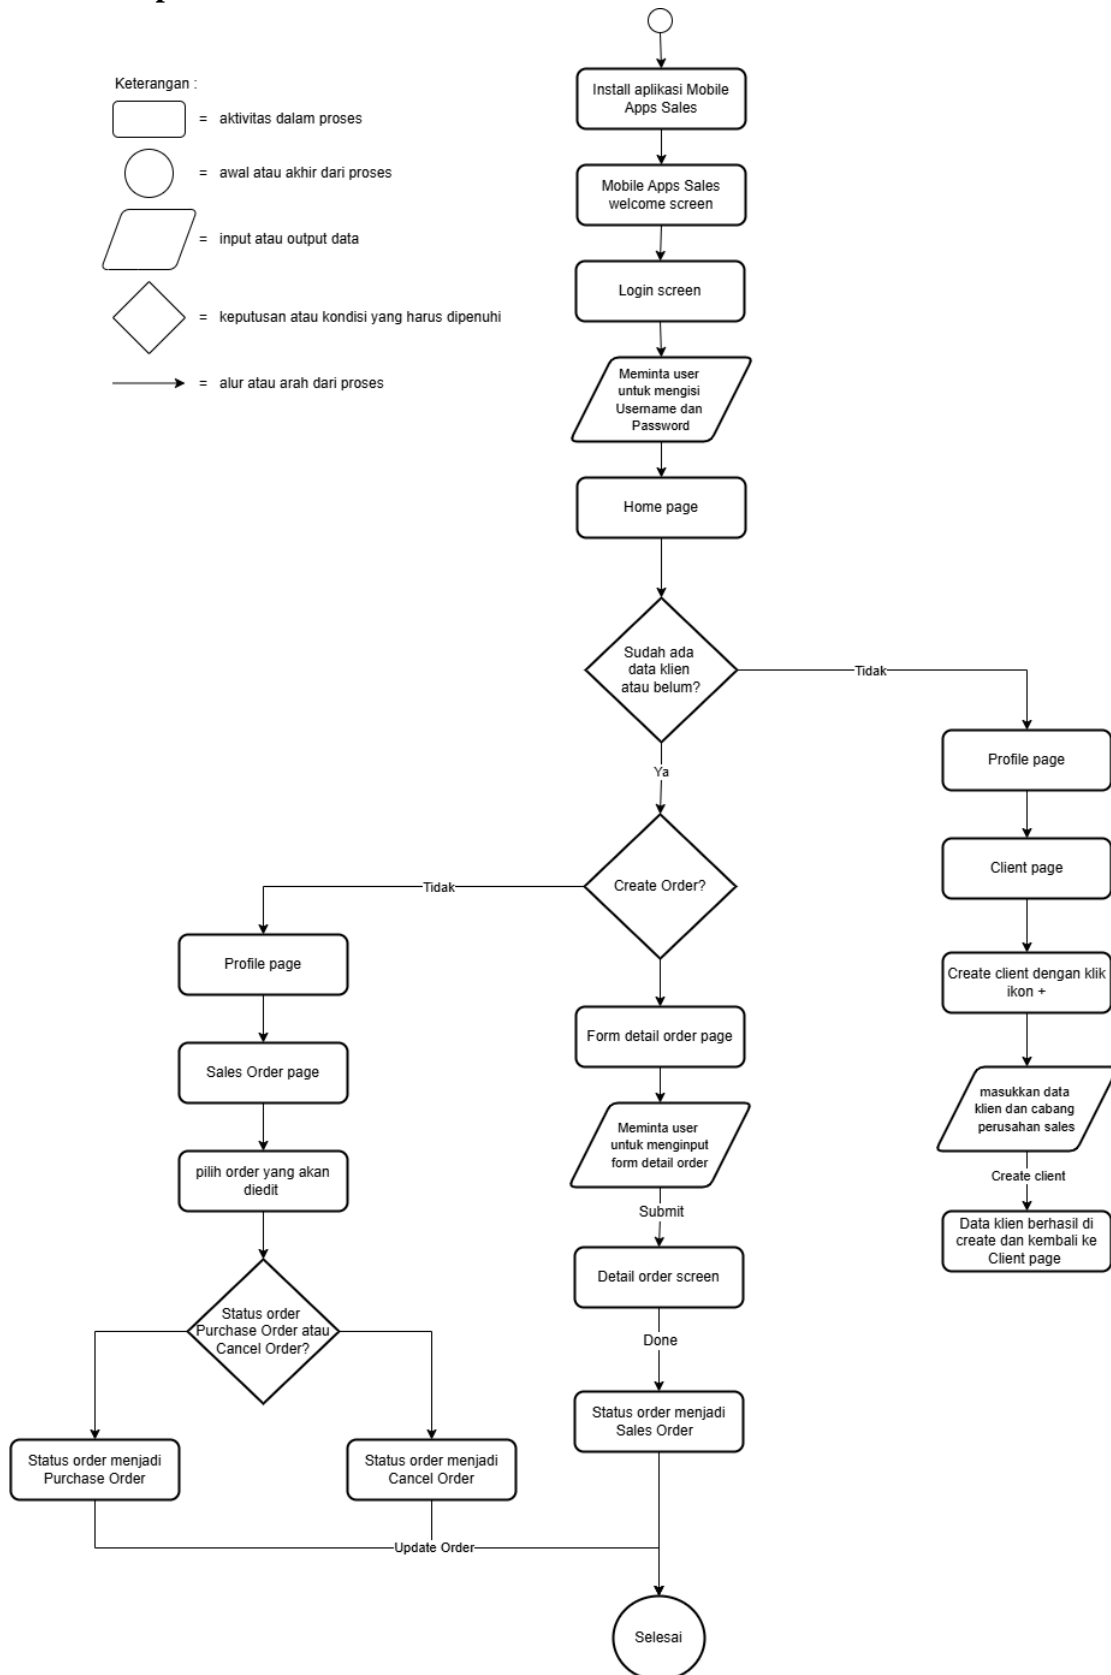 Keterangan :
= aktivitas dalam proses
= awal atau akhir dari proses
= input atau output data
= keputusan atau kondisi yang harus dipenuhi
= alur atau arah dari proses
Install aplikasi Mobile
Apps Sales
Mobile Apps Sales
welcome screen
Login screen
Meminta user
untuk mengisi
Username dan
Password
Home page
Sudah ada
data klien
atau belum?
Tidak
Ya
Profile page
Client page
Create client dengan klik
ikon +
masukkan data
klien dan cabang
perusahan sales
Create client
Data klien berhasil di
create dan kembali ke
Client page
Create Order?
Tidak
Profile page
Sales Order page
pilih order yang akan
diedit
Status order
Purchase Order atau
Cancel Order?
Status order menjadi
Purchase Order
Status order menjadi
Cancel Order
Update Order
Form detail order page
Meminta user
untuk menginput
form detail order
Submit
Detail order screen
Done
Status order menjadi
Sales Order
Selesai